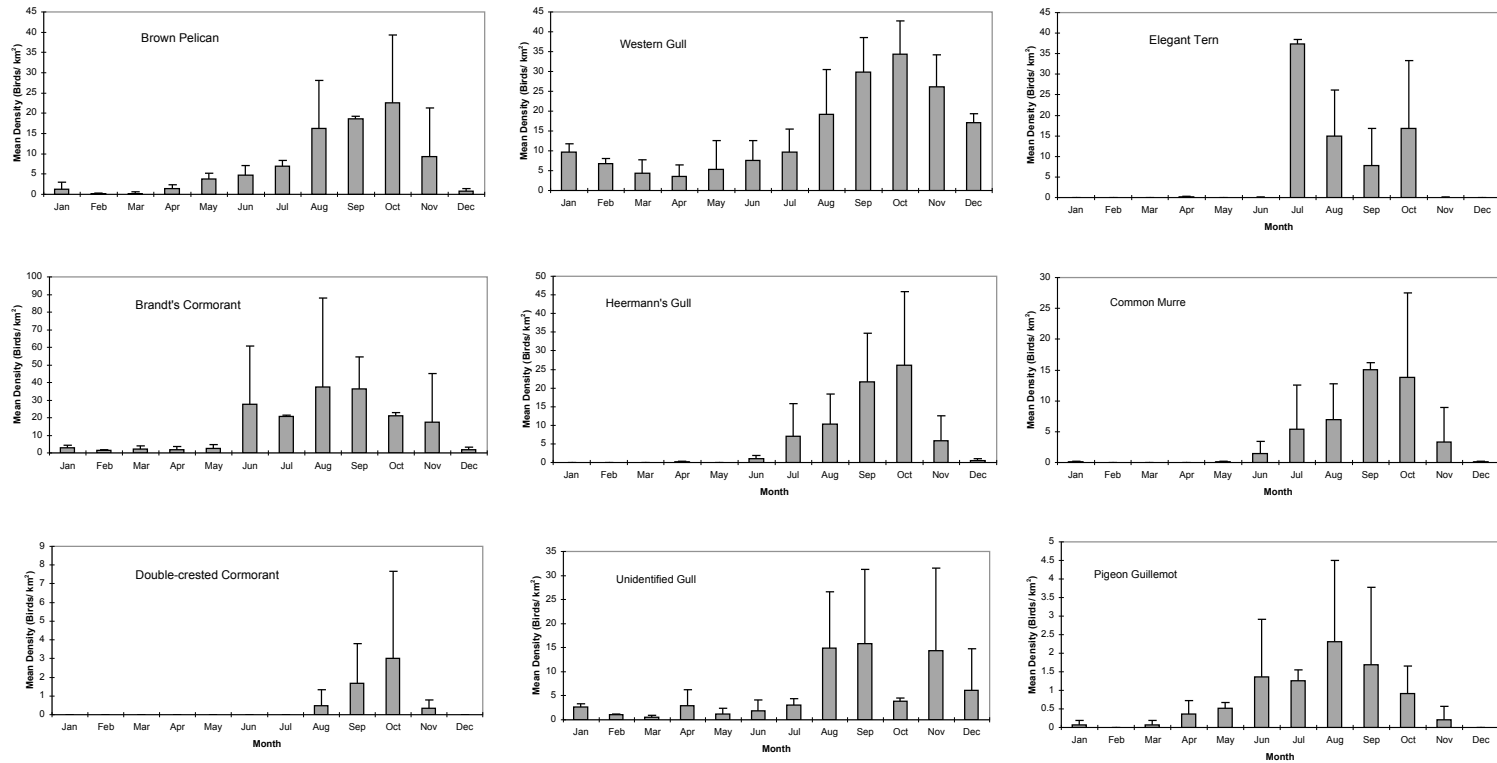 Brown Pelican
Mean Density (Birds/ km²)
45
40
35
30
25
20
15
10
5
0
Jan Feb Mar Apr May Jun Jul Aug Sep Oct Nov Dec
Western Gull
Mean Density (Birds/ km²)
45
40
35
30
25
20
15
10
5
0
Jan Feb Mar Apr May Jun Jul Aug Sep Oct Nov Dec
Elegant Tern
Mean Density (Birds/ km²)
45
40
35
30
25
20
15
10
5
0
Jan Feb Mar Apr May Jun Jul Aug Sep Oct Nov Dec
Month
Brandt's Cormorant
Mean Density (Birds/ km²)
100
90
80
70
60
50
40
30
20
10
0
Jan Feb Mar Apr May Jun Jul Aug Sep Oct Nov Dec
Heermann's Gull
Mean Density (Birds/ km²)
50
45
40
35
30
25
20
15
10
5
0
Jan Feb Mar Apr May Jun Jul Aug Sep Oct Nov Dec
Month
Common Murre
Mean Density (Birds/ km²)
30
25
20
15
10
5
0
Jan Feb Mar Apr May Jun Jul Aug Sep Oct Nov Dec
Month
Double-crested Cormorant
Mean Density (Birds/ km²)
9
8
7
6
5
4
3
2
1
0
Jan Feb Mar Apr May Jun Jul Aug Sep Oct Nov Dec
Unidentified Gull
Mean Density (Birds/ km²)
35
30
25
20
15
10
5
0
Jan Feb Mar Apr May Jun Jul Aug Sep Oct Nov Dec
Month
Pigeon Guillemot
Mean Density (Birds/ km²)
5
4.5
4
3.5
3
2.5
2
1.5
1
0.5
0
Jan Feb Mar Apr May Jun Jul Aug Sep Oct Nov Dec
Month